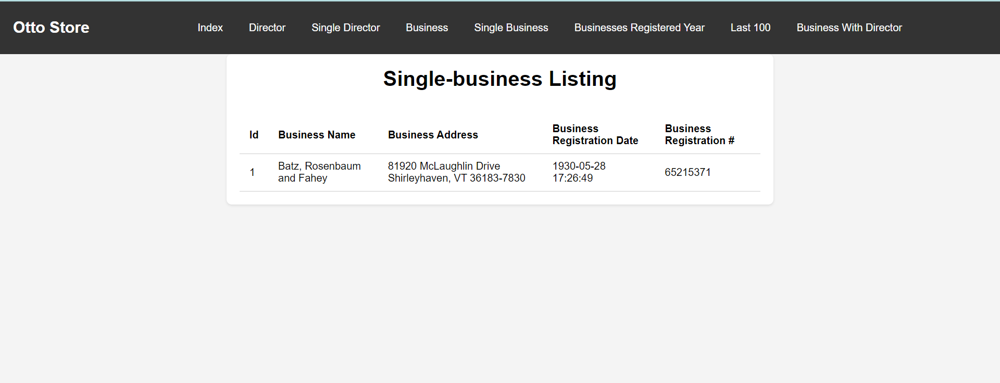 Otto Store
Index Director Single Director Business Single Business Businesses Registered Year Last 100 Business With Director
Single-business Listing
Id Business Name Business Address Business Registration Date Business Registration #
1 Batz, Rosenbaum and Fahey 81920 McLaughlin Drive Shirleyhaven, VT 36183-7830 1930-05-28 17:26:49 65215371